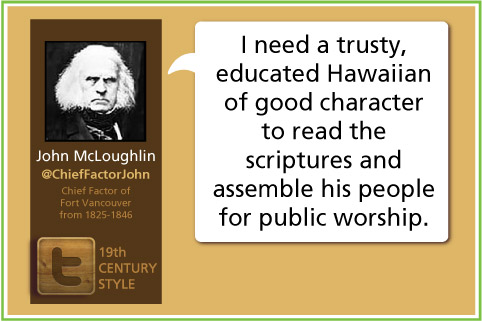 I need a trusty,
educated Hawaiian
of good character
to read the
scriptures and
assemble his people
for public worship.
John McLoughlin
@ChiefFactorJohn
Chief Factor of
Fort Vancouver
from 1825-1846
t
19th
CENTURY
STYLE